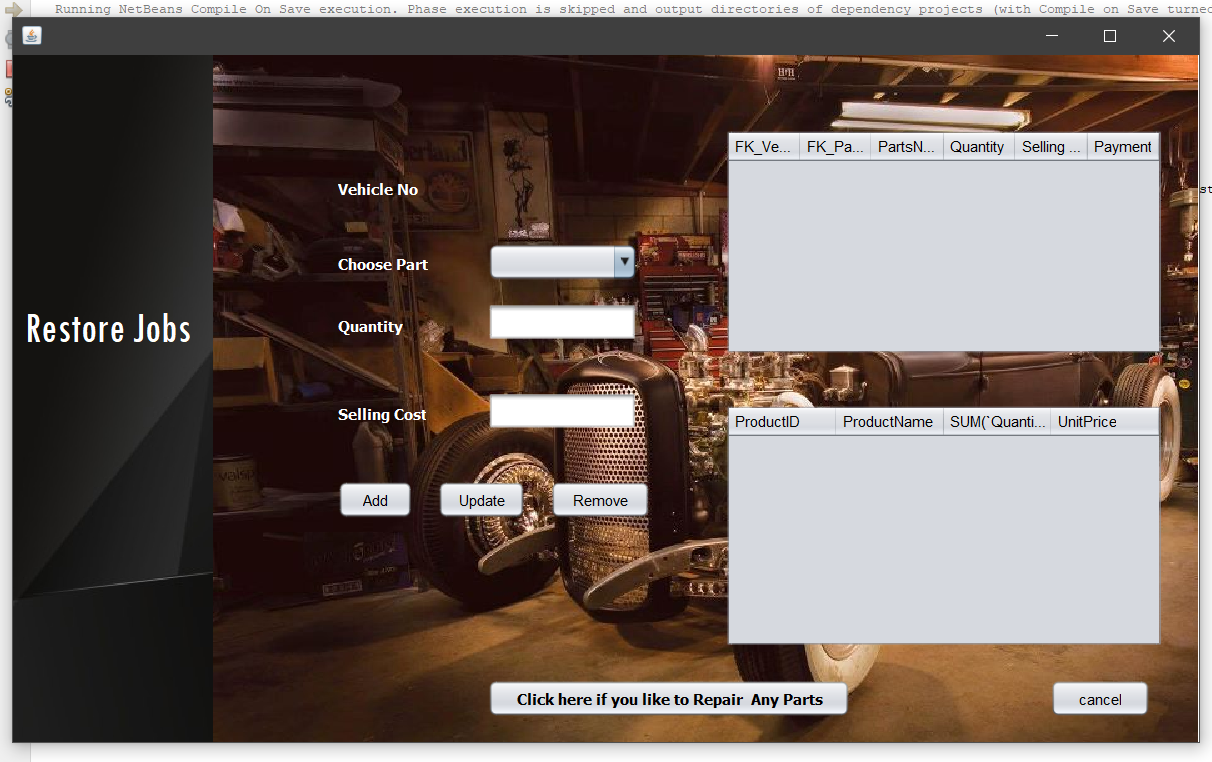 Running NetBeans Compile On Save execution. Phase execution is skipped and output directories of dependency projects (with Compile on Save turned
FK_Ve... FK_Pa... PartsN... Quantity Selling ... Payment
Vehicle No
st
Choose Part
Restore Jobs
Quantity
Selling Cost
ProductID ProductName SUM(`Quanti... UnitPrice
Add Update Remove
Click here if you like to Repair Any Parts
cancel